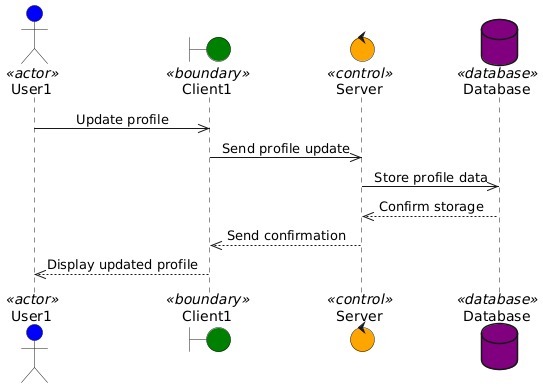 «actor» «boundary» «control» «database»
User1 Client1 Server Database
Update profile
Send profile update
Store profile data
Confirm storage
Send confirmation
Display updated profile
«actor» «boundary» «control» «database»
User1 Client1 Server Database